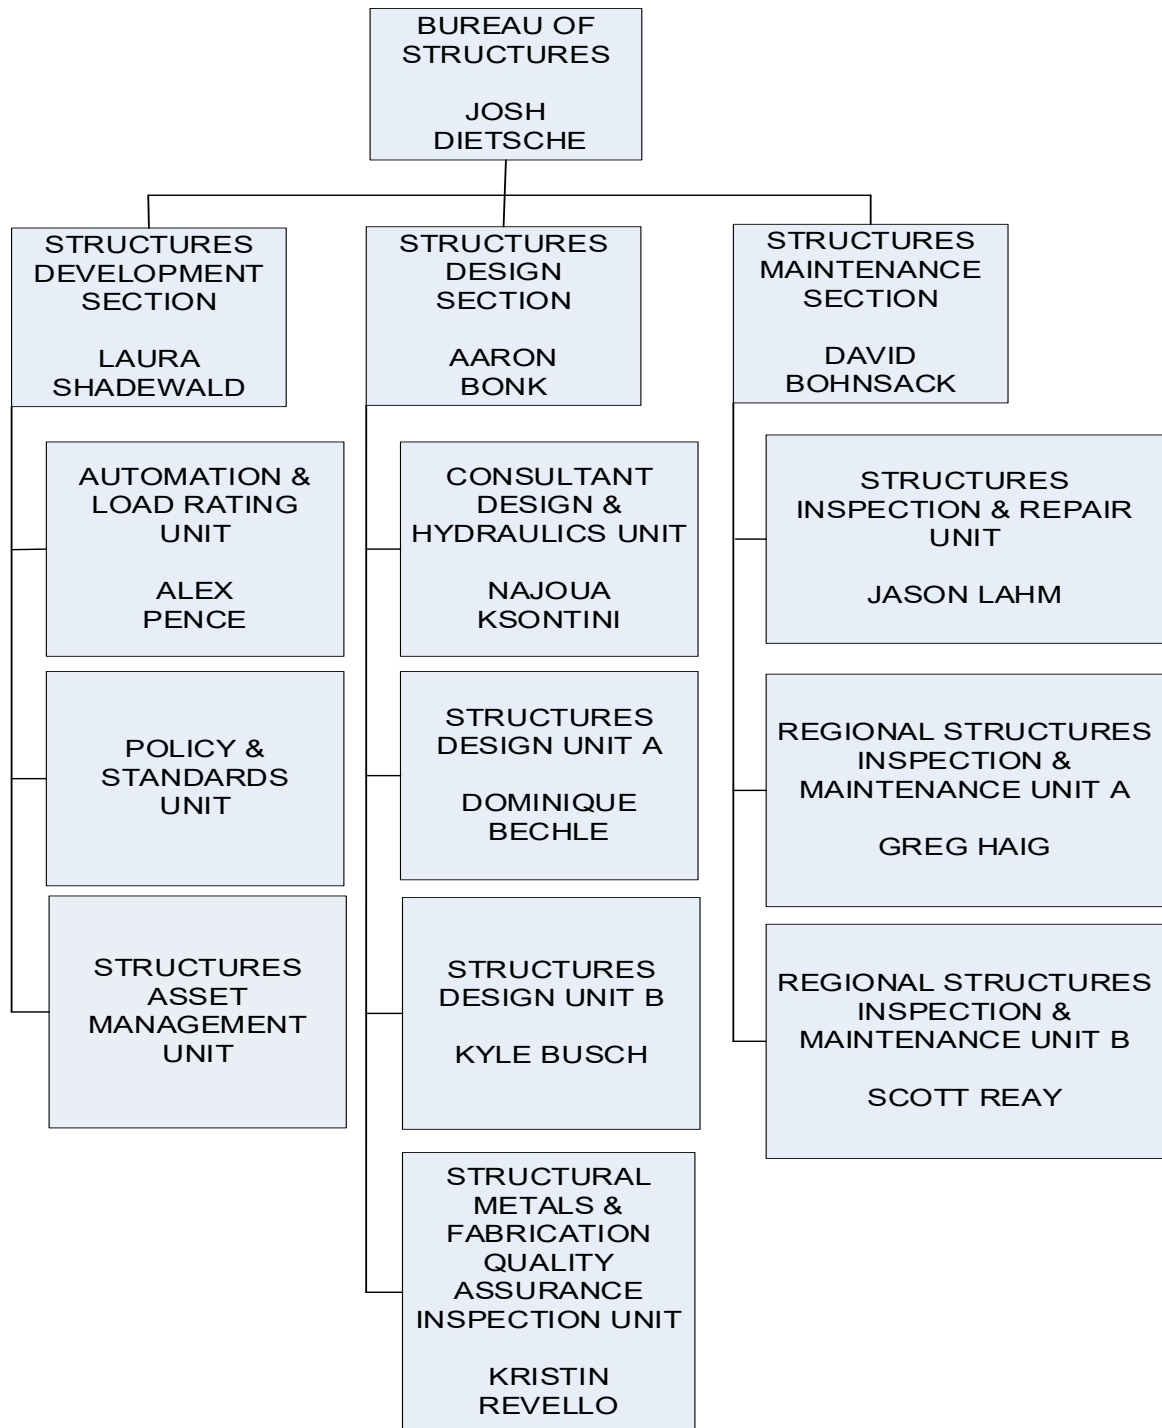 BUREAU OF
STRUCTURES
JOSH
DIETSCHE
STRUCTURES
DEVELOPMENT
SECTION
LAURA
SHADEWALD
AUTOMATION &
LOAD RATING
UNIT
ALEX
PENCE
POLICY &
STANDARDS
UNIT
STRUCTURES
ASSET
MANAGEMENT
UNIT
STRUCTURES
DESIGN
SECTION
AARON
BONK
CONSULTANT
DESIGN &
HYDRAULICS UNIT
NAJOUA
KSONTINI
STRUCTURES
DESIGN UNIT A
DOMINIQUE
BECHLE
STRUCTURES
DESIGN UNIT B
KYLE BUSCH
STRUCTURAL
METALS &
FABRICATION
QUALITY
ASSURANCE
INSPECTION UNIT
KRISTIN
REVELLO
STRUCTURES
MAINTENANCE
SECTION
DAVID
BOHNSACK
STRUCTURES
INSPECTION & REPAIR
UNIT
JASON LAHM
REGIONAL STRUCTURES
INSPECTION &
MAINTENANCE UNIT A
GREG HAIG
REGIONAL STRUCTURES
INSPECTION &
MAINTENANCE UNIT B
SCOTT REAY